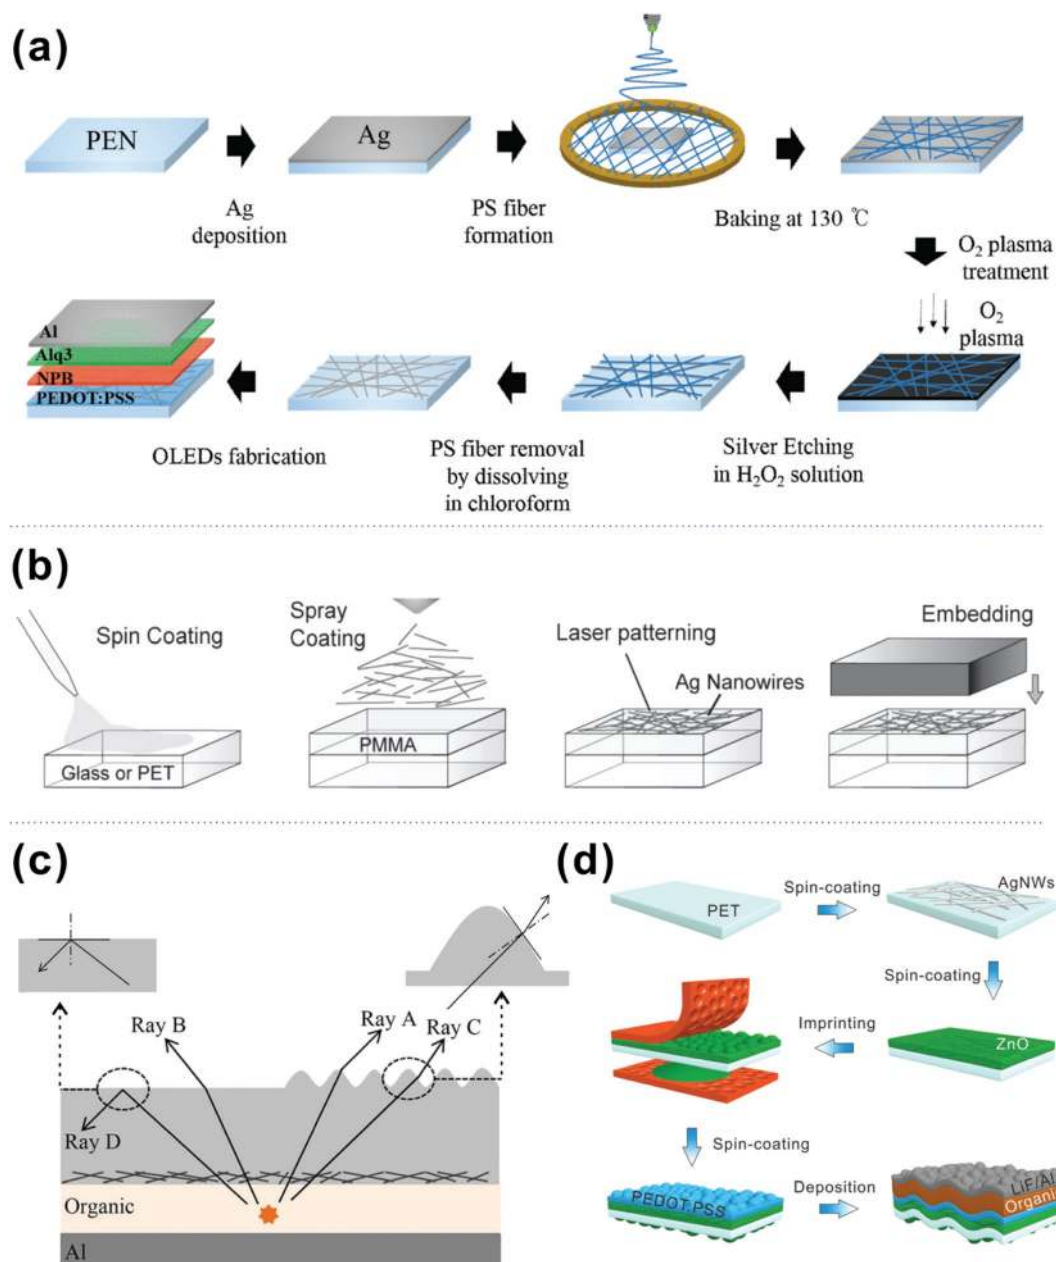 (a)
PEN
Ag
deposition
Ag
PS fiber
formation
Baking at 130 ℃
O₂ plasma
treatment
O₂
plasma
Al
Alq3
NPB
PEDOT:PSS
OLEDs fabrication
PS fiber removal
by dissolving
in chloroform
Silver Etching
in H₂O₂ solution
(b)
Spin Coating
Glass or PET
Spray
Coating
PMMA
Laser patterning
Ag Nanowires
Embedding
(c)
Ray B
Ray A
Ray C
Ray D
Organic
Al
(d)
PET
Spin-coating
AgNWs
Spin-coating
ZnO
Imprinting
Spin-coating
PEDOT:PSS
Deposition
LiF/Al
Organic